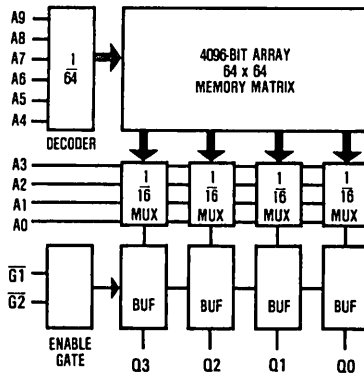 A9
A8
A7
A6
A5
A4
1
64
DECODER
4096-BIT ARRAY
64 x 64
MEMORY MATRIX
A3
A2
A1
A0
1
16
MUX
1
16
MUX
1
16
MUX
1
16
MUX
G1
G2
ENABLE
GATE
BUF
BUF
BUF
BUF
Q3
Q2
Q1
Q0